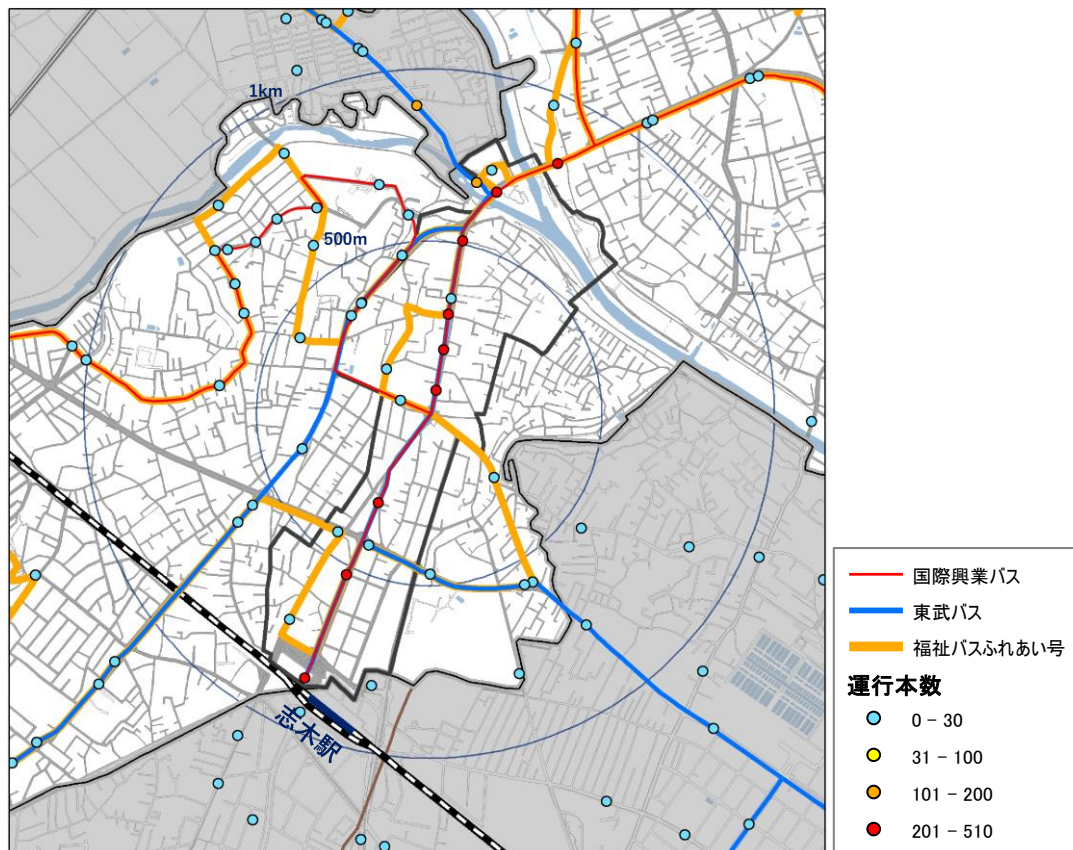 1km
500m
志木駅
国際興業バス
東武バス
福祉バスふれあい号
運行本数
0 - 30
31 - 100
101 - 200
201 - 510